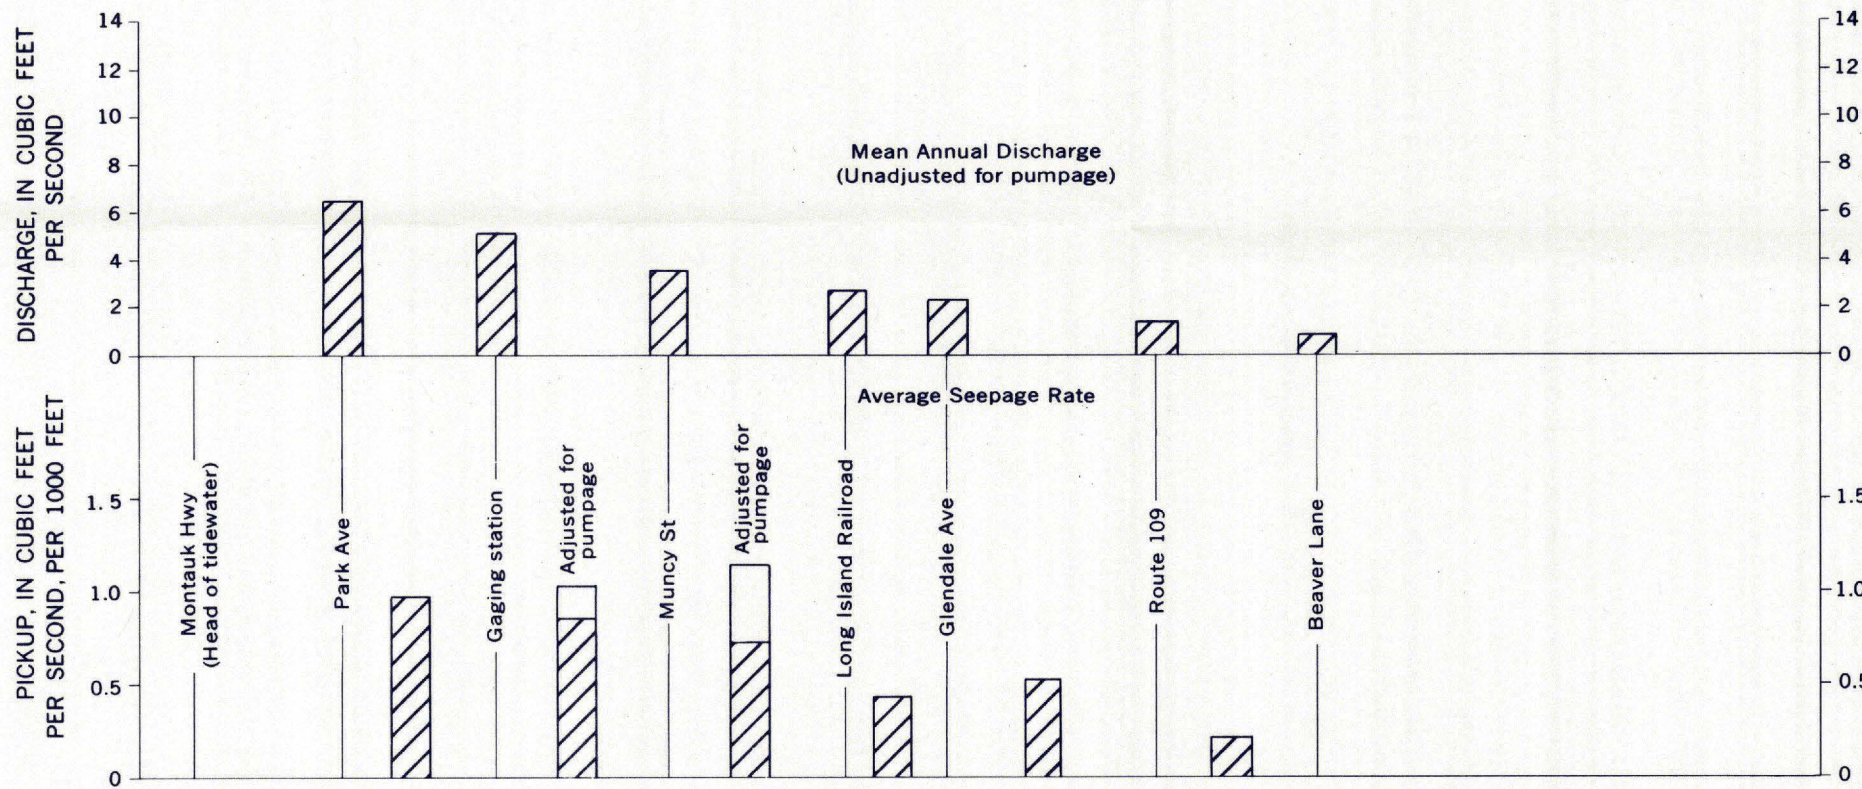 DISCHARGE, IN CUBIC FEET
PER SECOND
14
12
10
8
6
4
2
0
Mean Annual Discharge
(Unadjusted for pumpage)
14
12
10
8
6
4
2
0
Average Seepage Rate
PICKUP, IN CUBIC FEET
PER SECOND, PER 1000 FEET
1.5
1.0
0.5
0
Montauk Hwy
(Head of tidewater)
Park Ave
Gaging station
Adjusted for
pumpage
Muncy St
Adjusted for
pumpage
Long Island Railroad
Glendale Ave
Route 109
Beaver Lane
1.5
1.0
0.5
0